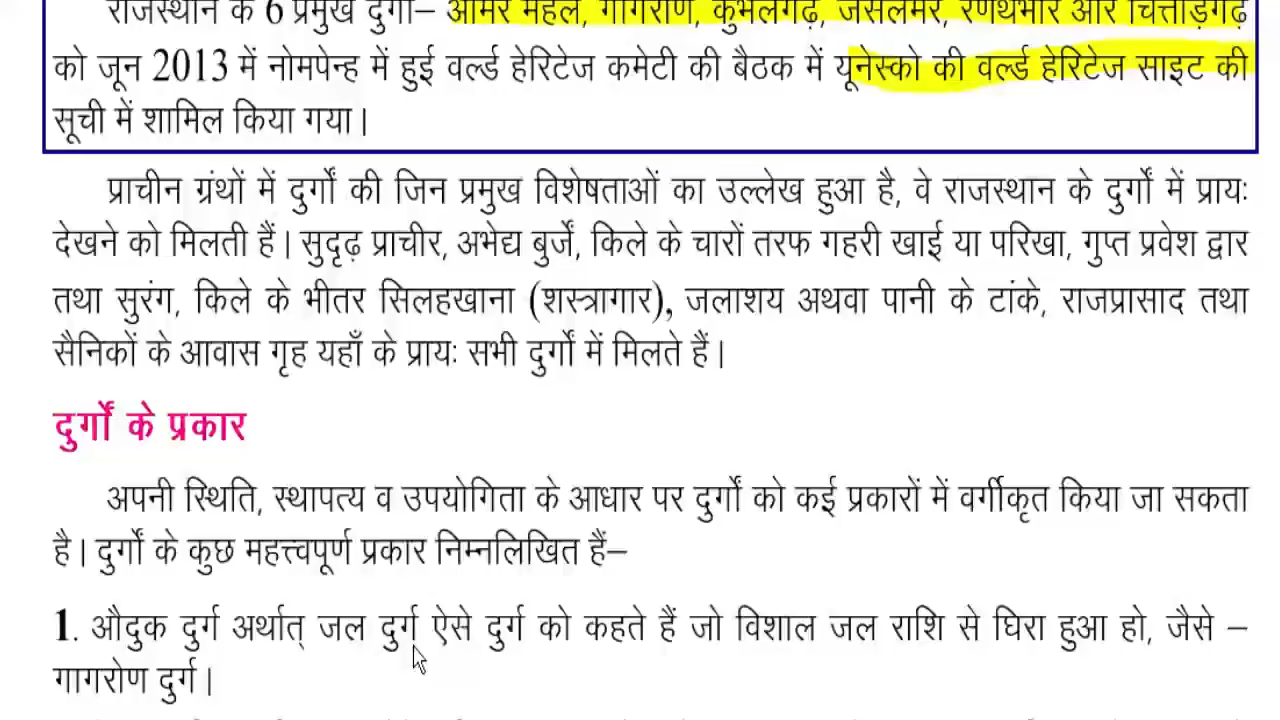 राजस्थान के 6 प्रमुख दुर्गों– आमेर महल, गागरोण, कुंभलगढ़, जैसलमेर, रणथंभौर और चित्तौड़गढ़
को जून 2013 में नोमपेन्ह में हुई वर्ल्ड हेरिटेज कमेटी की बैठक में यूनेस्को की वर्ल्ड हेरिटेज साइट की
सूची में शामिल किया गया।
प्राचीन ग्रंथों में दुर्गों की जिन प्रमुख विशेषताओं का उल्लेख हुआ है, वे राजस्थान के दुर्गों में प्रायः
देखने को मिलती हैं। सुदृढ़ प्राचीर, अभेद्य बुर्जें, किले के चारों तरफ गहरी खाई या परिखा, गुप्त प्रवेश द्वार
तथा सुरंग, किले के भीतर सिलहखाना (शस्त्रागार), जलाशय अथवा पानी के टांके, राजप्रासाद तथा
सैनिकों के आवास गृह यहाँ के प्रायः सभी दुर्गों में मिलते हैं।
दुर्गों के प्रकार
अपनी स्थिति, स्थापत्य व उपयोगिता के आधार पर दुर्गों को कई प्रकारों में वर्गीकृत किया जा सकता
है। दुर्गों के कुछ महत्त्वपूर्ण प्रकार निम्नलिखित हैं–
1. औदुक दुर्ग अर्थात् जल दुर्ग ऐसे दुर्ग को कहते हैं जो विशाल जल राशि से घिरा हुआ हो, जैसे –
गागरोण दुर्ग।